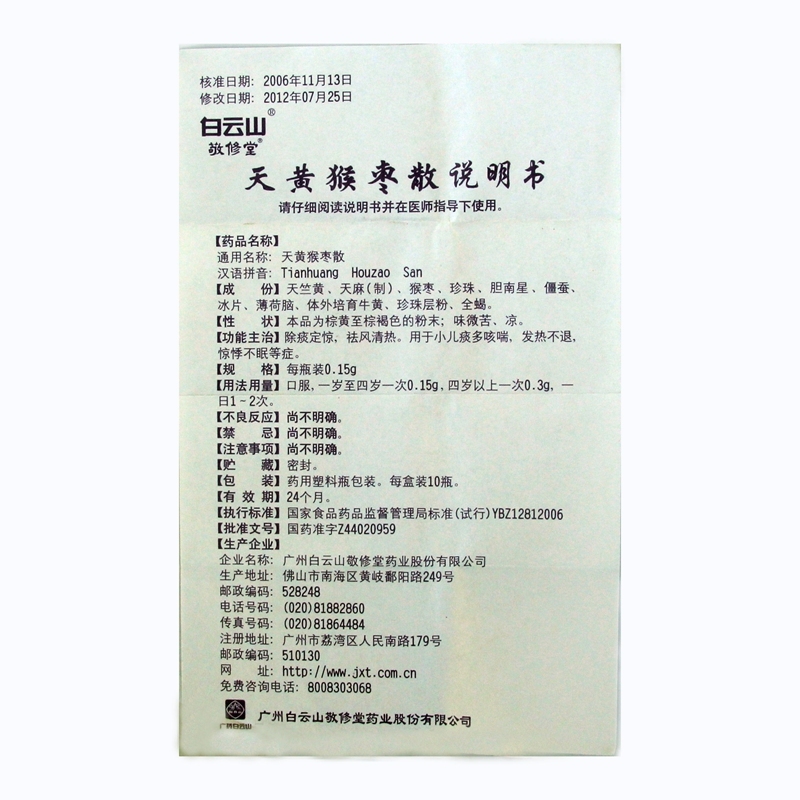 核准日期: 2006年11月13日
修改日期: 2012年07月25日
白云山®
敬修堂®
天黄猴枣散说明书
请仔细阅读说明书并在医师指导下使用。
【药品名称】
通用名称: 天黄猴枣散
汉语拼音: Tianhuang Houzao San
【成 份】天竺黄、天麻(制)、猴枣、珍珠、胆南星、僵蚕、
冰片、薄荷脑、体外培育牛黄、珍珠层粉、全蝎。
【性 状】本品为棕黄至棕褐色的粉末; 味微苦、凉。
【功能主治】除痰定惊, 祛风清热。用于小儿痰多咳喘, 发热不退,
惊悸不眠等症。
【规 格】每瓶装0.15g
【用法用量】口服, 一岁至四岁一次0.15g, 四岁以上一次0.3g, 一
日1~2次。
【不良反应】尚不明确。
【禁 忌】尚不明确。
【注意事项】尚不明确。
【贮 藏】密封。
【包 装】药用塑料瓶包装。每盒装10瓶。
【有 效 期】24个月。
【执行标准】国家食品药品监督管理局标准(试行)YBZ12812006
【批准文号】国药准字Z44020959
【生产企业】
企业名称: 广州白云山敬修堂药业股份有限公司
生产地址: 佛山市南海区黄岐鄱阳路249号
邮政编码: 528248
电话号码: (020)81882860
传真号码: (020)81864484
注册地址: 广州市荔湾区人民南路179号
邮政编码: 510130
网 址: http://www.jxt.com.cn
免费咨询电话: 8008303068
广药白云山
广州白云山敬修堂药业股份有限公司